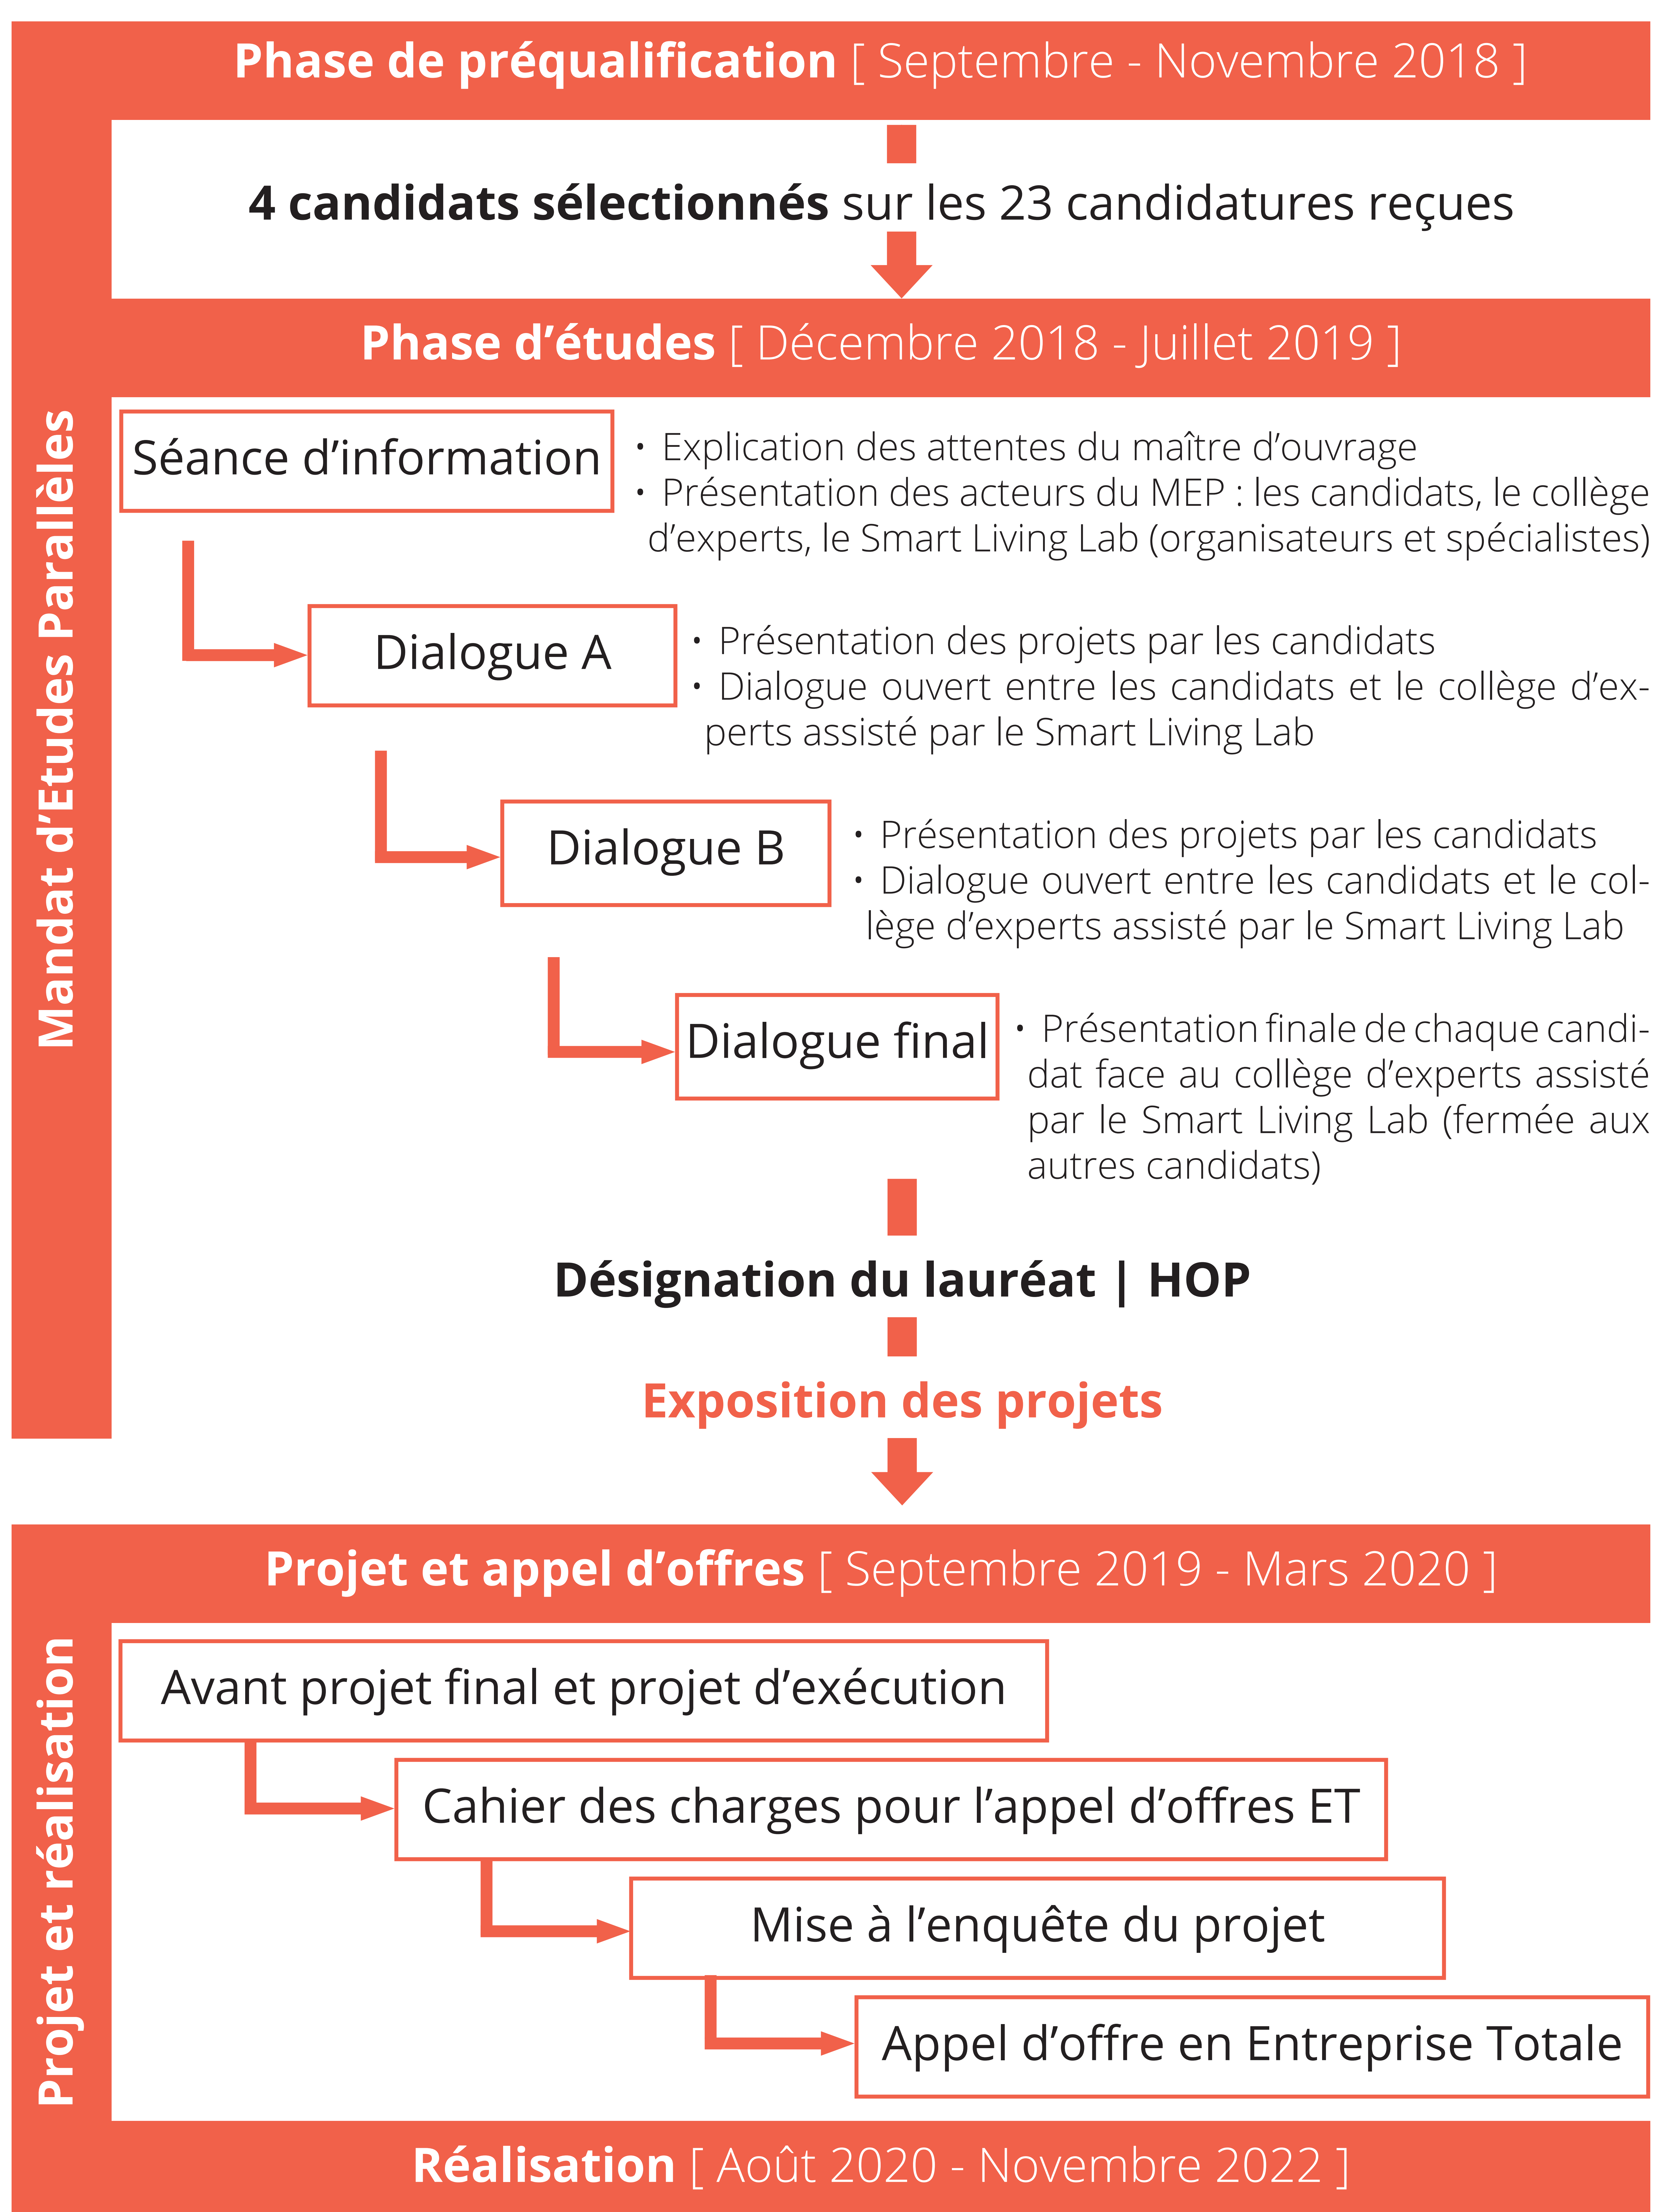 Phase de préqualification [ Septembre - Novembre 2018 ]
4 candidats sélectionnés sur les 23 candidatures reçues
Mandat d’Etudes Parallèles
Phase d’études [ Décembre 2018 - Juillet 2019 ]
Séance d’information
• Explication des attentes du maître d’ouvrage
• Présentation des acteurs du MEP : les candidats, le collège
d’experts, le Smart Living Lab (organisateurs et spécialistes)
Dialogue A
• Présentation des projets par les candidats
• Dialogue ouvert entre les candidats et le collège d’ex-
perts assisté par le Smart Living Lab
Dialogue B
• Présentation des projets par les candidats
• Dialogue ouvert entre les candidats et le col-
lège d’experts assisté par le Smart Living Lab
Dialogue final
• Présentation finale de chaque candi-
dat face au collège d’experts assisté
par le Smart Living Lab (fermée aux
autres candidats)
Désignation du lauréat | HOP
Exposition des projets
Projet et réalisation
Projet et appel d’offres [ Septembre 2019 - Mars 2020 ]
Avant projet final et projet d’exécution
Cahier des charges pour l’appel d’offres ET
Mise à l’enquête du projet
Appel d’offre en Entreprise Totale
Réalisation [ Août 2020 - Novembre 2022 ]